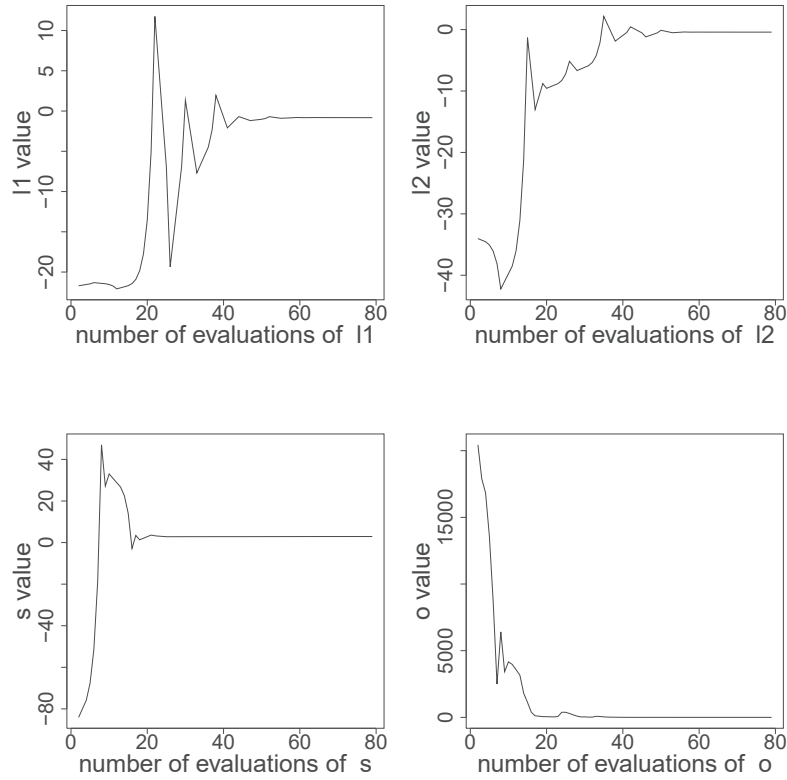 10
5
0
−10
−20
l1 value
0 20 40 60 80
number of evaluations of l1
0
−10
−20
−30
−40
l2 value
0 20 40 60 80
number of evaluations of l2
40
20
0
−40
−80
s value
0 20 40 60 80
number of evaluations of s
15000
5000
0
o value
0 20 40 60 80
number of evaluations of o